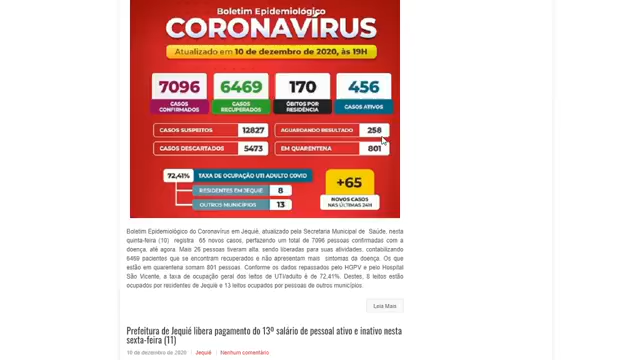 Boletim Epidemiológico
CORONAVÍRUS
Atualizado em 10 de dezembro de 2020, às 19H
7096
CASOS CONFIRMADOS
6469
CASOS RECUPERADOS
170
ÓBITOS POR RESIDÊNCIA
456
CASOS ATIVOS
CASOS SUSPEITOS 12827
AGUARDANDO RESULTADO 258
CASOS DESCARTADOS 5473
EM QUARENTENA 801
72,41% TAXA DE OCUPAÇÃO UTI ADULTO COVID
RESIDENTES EM JEQUIÉ 8
OUTROS MUNICÍPIOS 13
+65
NOVOS CASOS
NAS ÚLTIMAS 24H
Boletim Epidemiológico do Coronavírus em Jequié, atualizado pela Secretaria Municipal de Saúde, nesta
quinta-feira (10) registra 65 novos casos, perfazendo um total de 7096 pessoas confirmadas com a
doença, até agora. Mais 26 pessoas tiveram alta, sendo liberadas para suas atividades, contabilizando
6469 pacientes que se encontram recuperados e não apresentam mais sintomas da doença. Os que
estão em quarentena somam 801 pessoas. Conforme os dados repassados pelo HGPV e pelo Hospital
São Vicente, a taxa de ocupação geral dos leitos de UTI/adulto é de 72,41%. Destes, 8 leitos estão
ocupados por residentes de Jequié e 13 leitos ocupados por pessoas de outros municípios.
Leia Mais
Prefeitura de Jequié libera pagamento do 13º salário de pessoal ativo e inativo nesta
sexta-feira (11)
10 de dezembro de 2020 Jequié Nenhum comentário